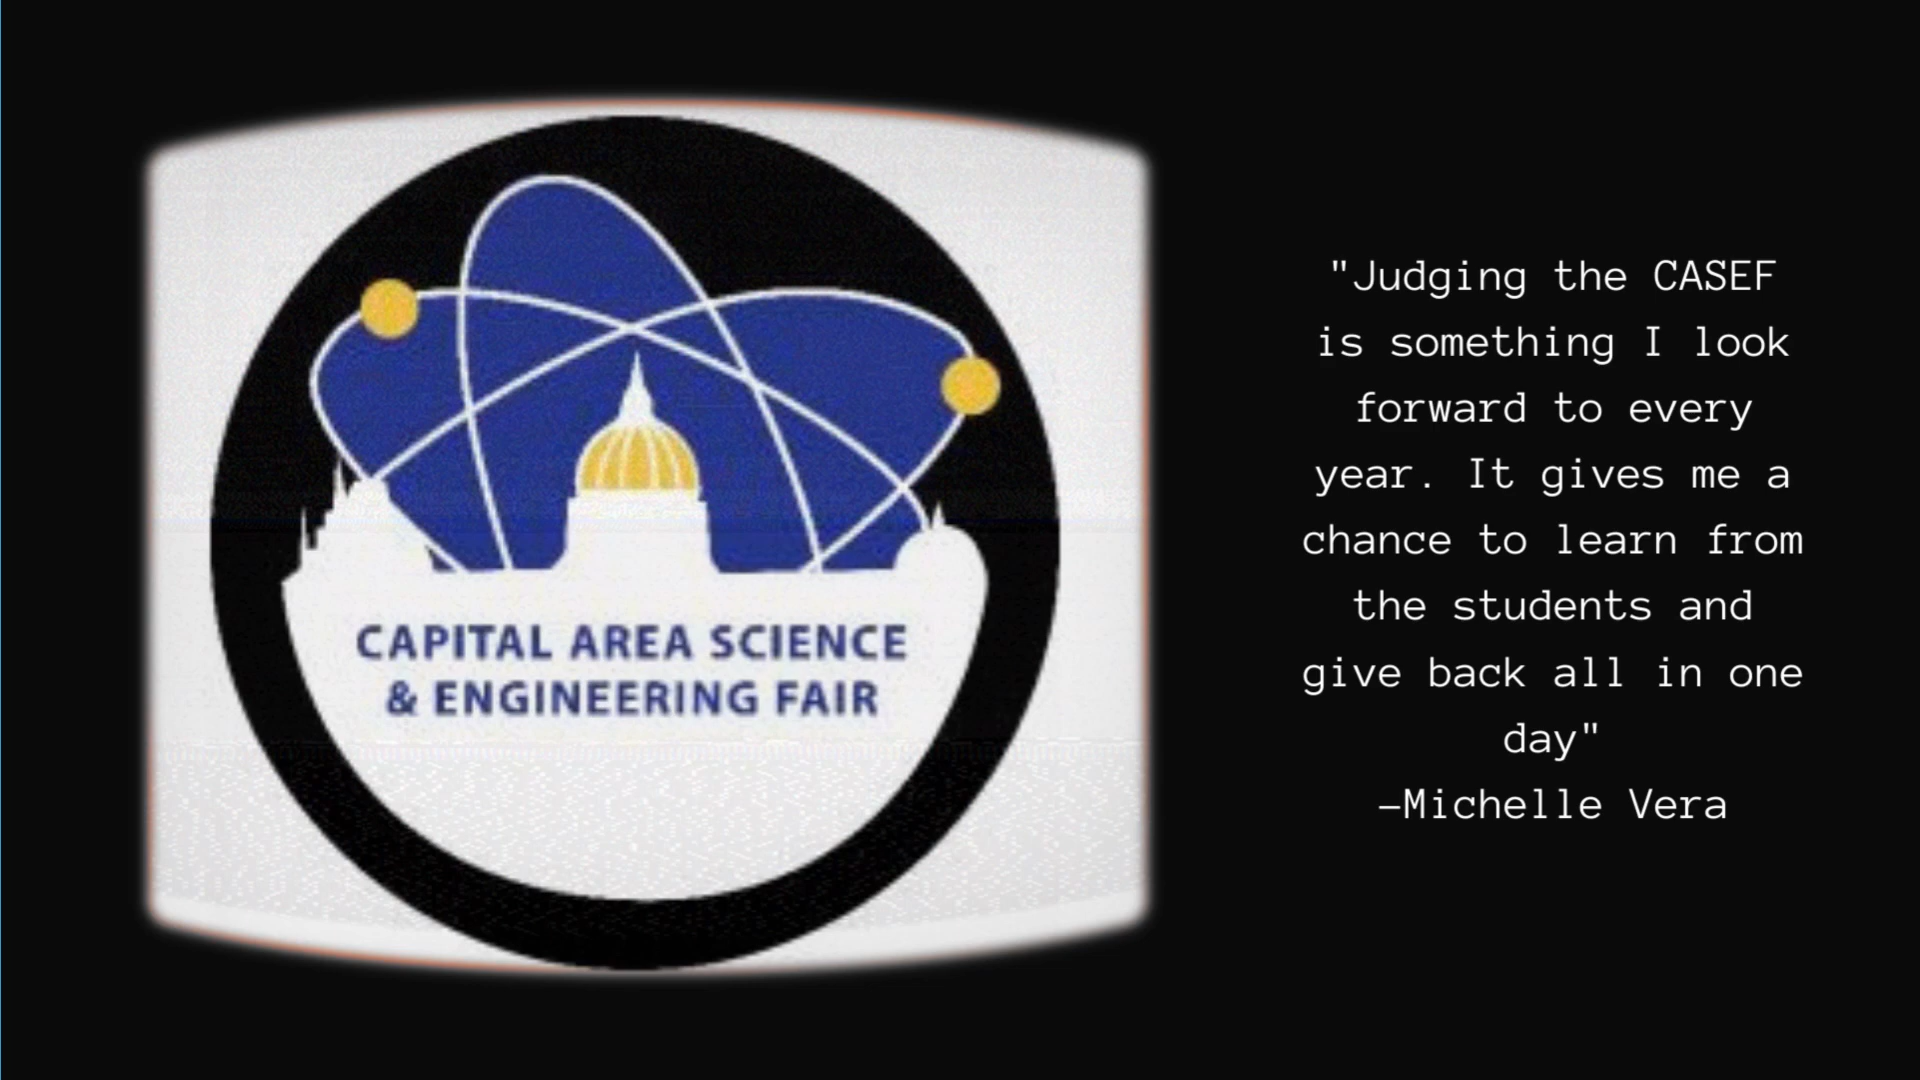 CAPITAL AREA SCIENCE
& ENGINEERING FAIR
"Judging the CASEF
is something I look
forward to every
year. It gives me a
chance to learn from
the students and
give back all in one
day"
–Michelle Vera